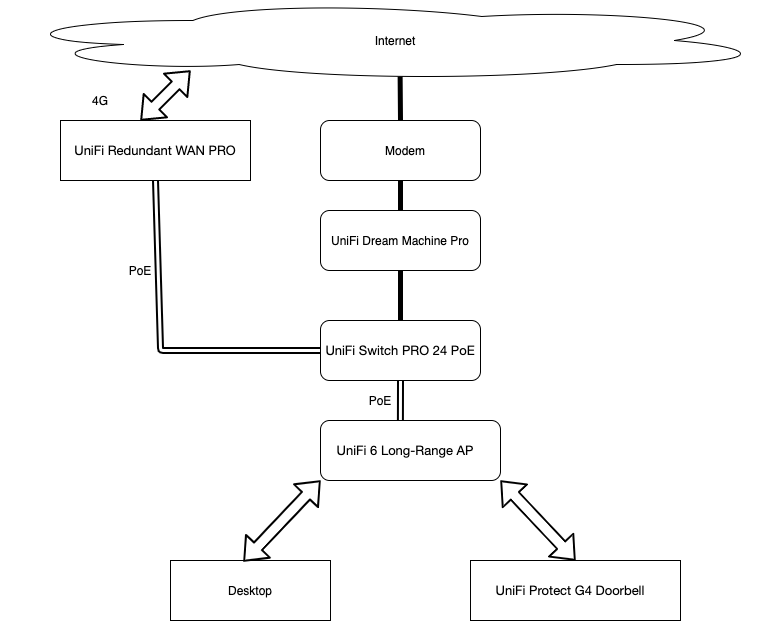 Internet
4G
UniFi Redundant WAN PRO
Modem
UniFi Dream Machine Pro
PoE
UniFi Switch PRO 24 PoE
PoE
UniFi 6 Long-Range AP
Desktop
UniFi Protect G4 Doorbell